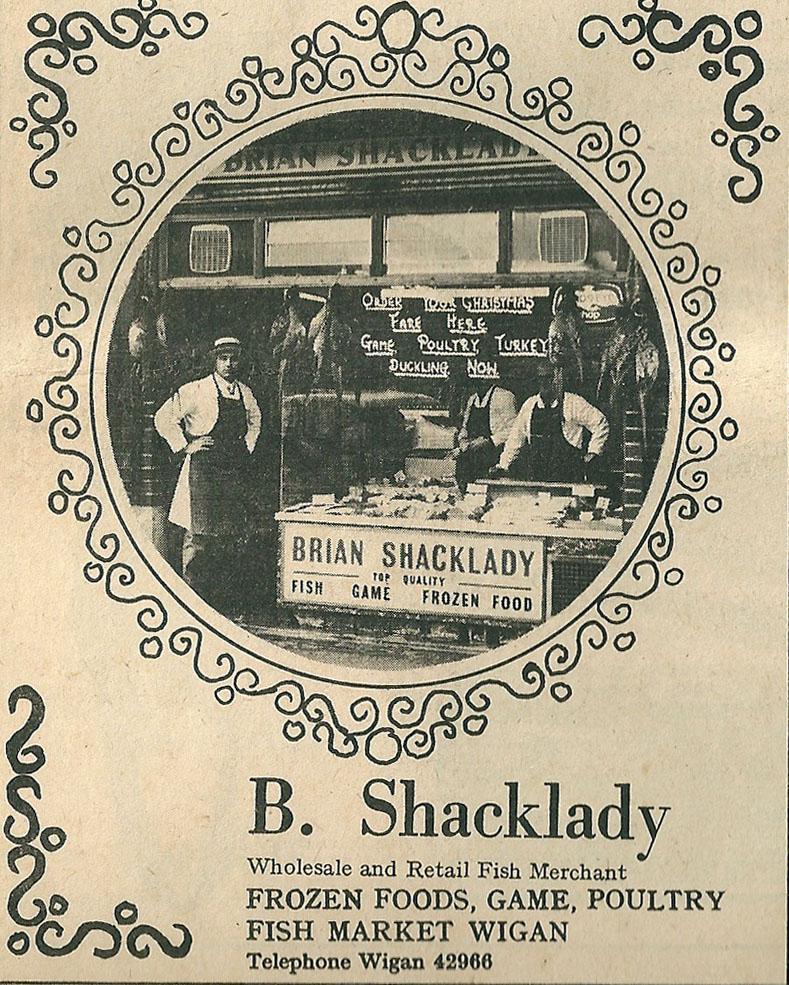 BRIAN SHACKLADY
ORDER YOUR CHRISTMAS
FARE HERE
GAME, POULTRY, TURKEY
DUCKLING NOW
BRIAN SHACKLADY
TOP QUALITY
FISH GAME FROZEN FOOD
B. Shacklady
Wholesale and Retail Fish Merchant
FROZEN FOODS, GAME, POULTRY
FISH MARKET WIGAN
Telephone Wigan 42966